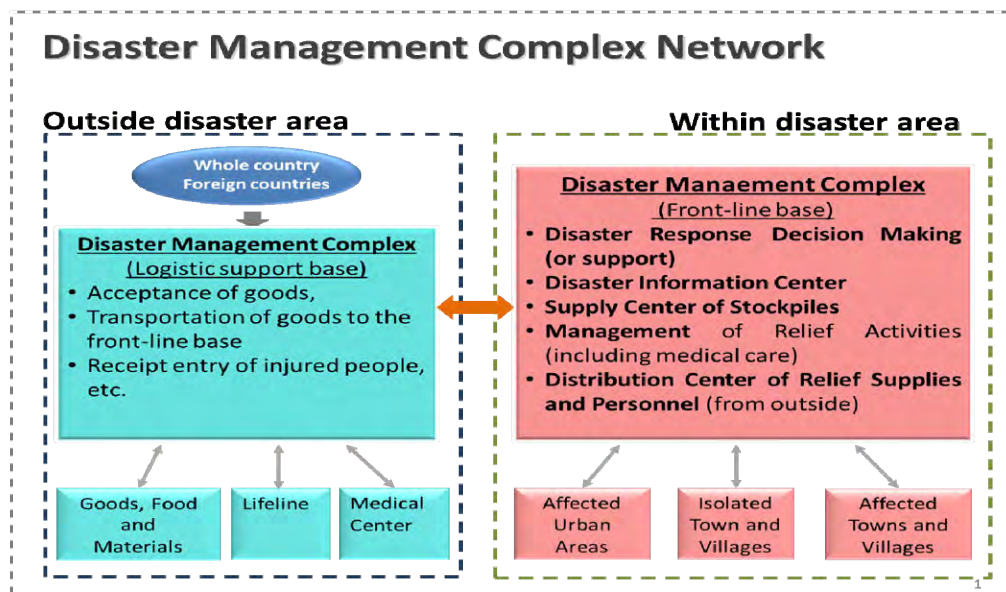 Disaster Management Complex Network
Outside disaster area
Whole country
Foreign countries
Disaster Management Complex
(Logistic support base)
• Acceptance of goods,
• Transportation of goods to the
front-line base
• Receipt entry of injured people,
etc.
Goods, Food
and
Materials
Lifeline
Medical
Center
Within disaster area
Disaster Manaement Complex
(Front-line base)
• Disaster Response Decision Making
(or support)
• Disaster Information Center
• Supply Center of Stockpiles
• Management of Relief Activities
(including medical care)
• Distribution Center of Relief Supplies
and Personnel (from outside)
Affected
Urban
Areas
Isolated
Town and
Villages
Affected
Towns and
Villages
1